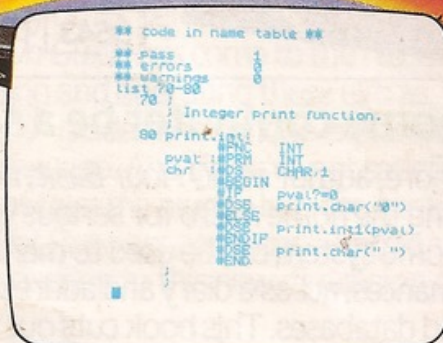 ** code in name table **
** pass 1
** errors 0
** warnings 0
list 70-80
70 ;
; Integer print function.
;
80 print.int:
#FNC INT
pval :#PRM INT
chr :#DS CHAR,1
#BEGIN
#IF pval?=0
#DSE print.char("0")
#ELSE
#DSE print.int1(pval)
#ENDIF
#DSE print.char(" ")
#END
;
;